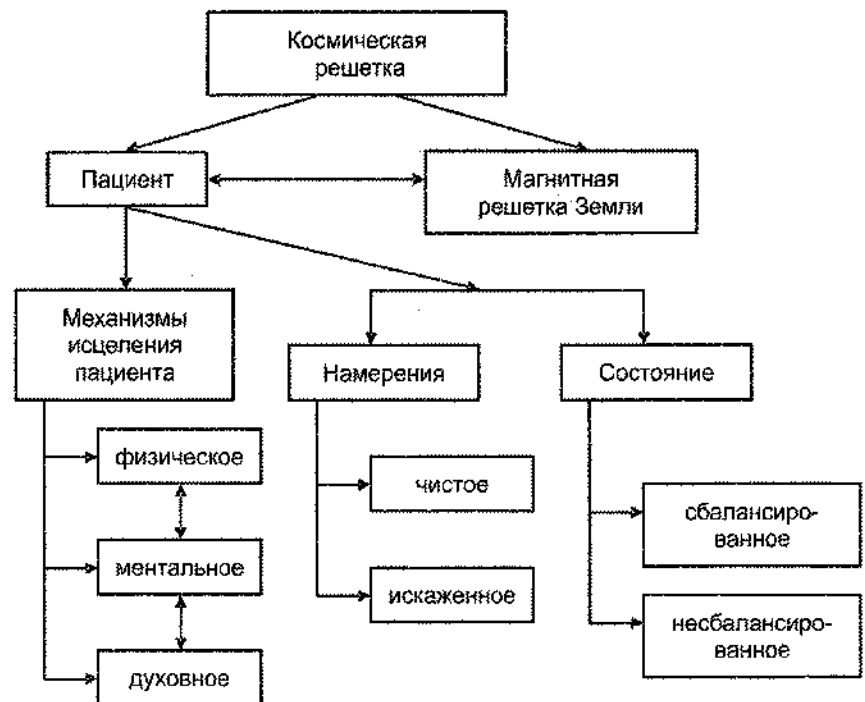 Космическая
решетка
Пациент
Магнитная
решетка Земли
Механизмы
исцеления
пациента
Намерения
Состояние
физическое
ментальное
духовное
чистое
искаженное
сбалансиро-
ванное
несбалансиро-
ванное